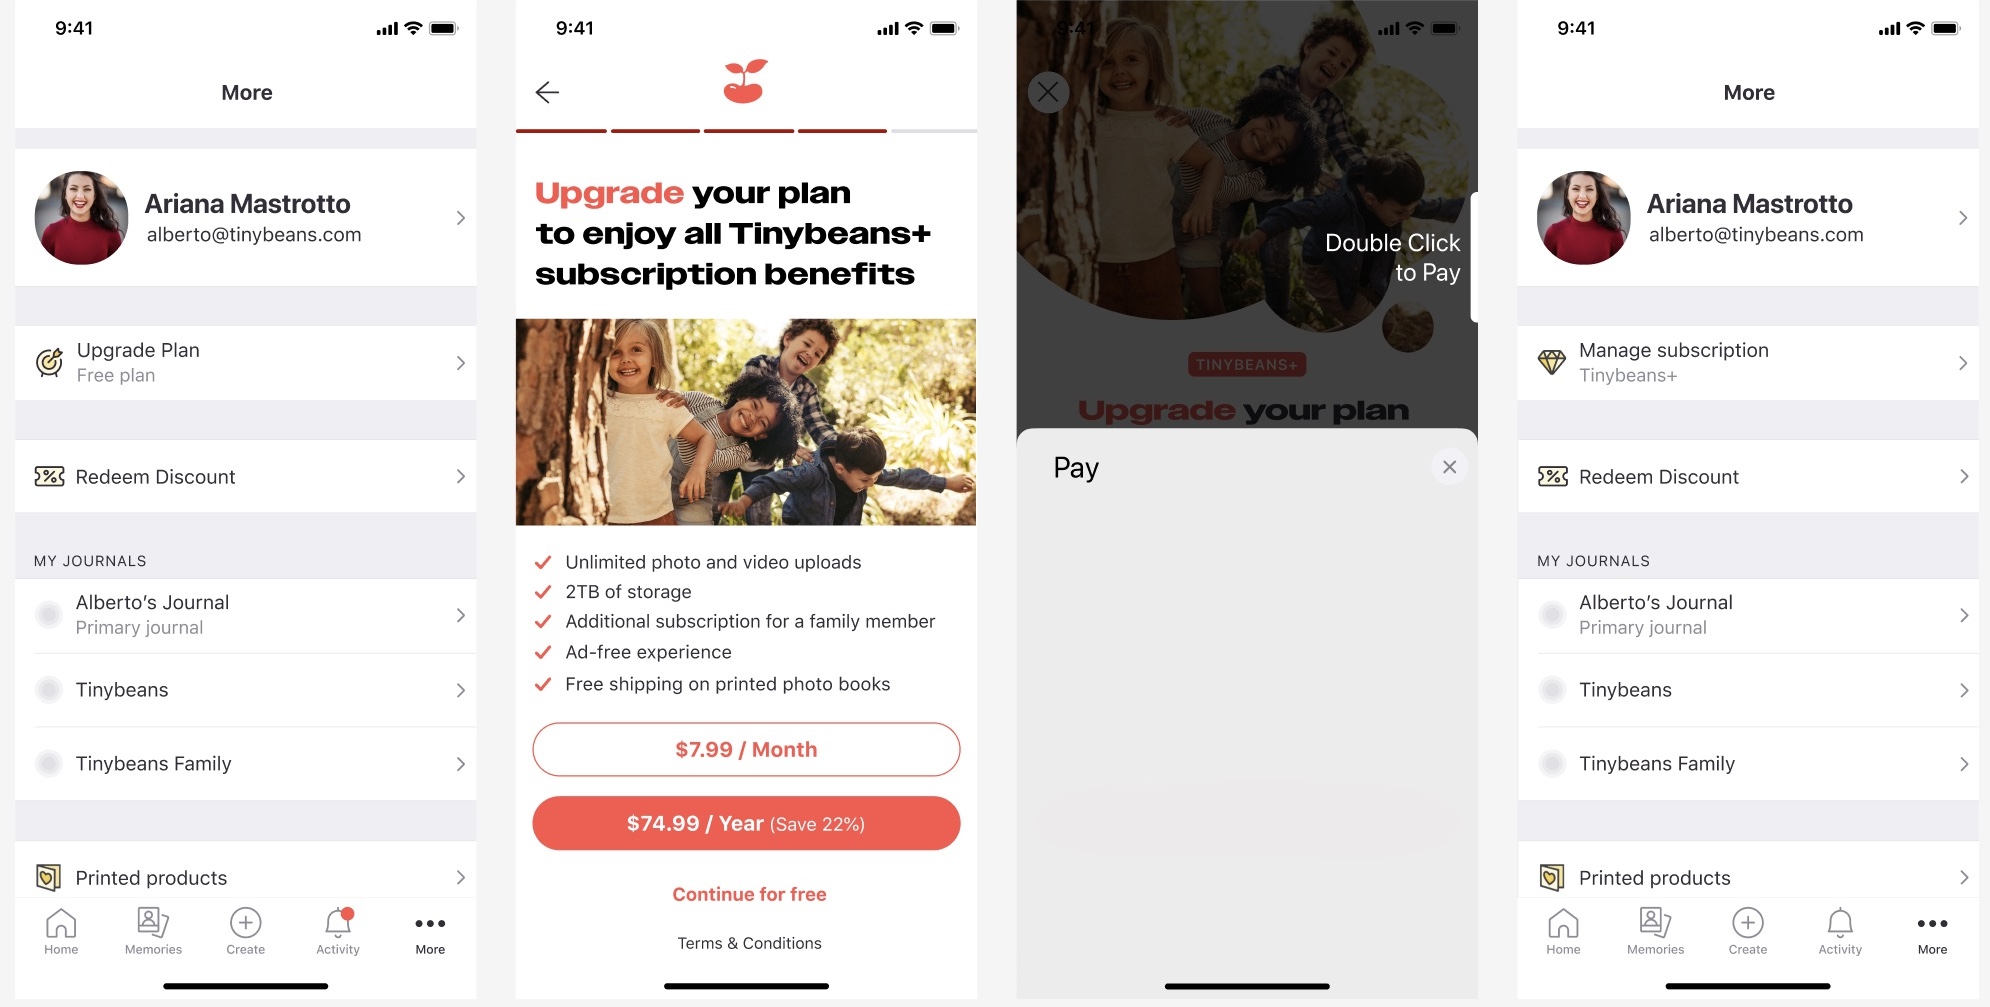 9:41
More
Ariana Mastrotto
alberto@tinybeans.com
Upgrade Plan
Free plan
Redeem Discount
MY JOURNALS
Alberto’s Journal
Primary journal
Tinybeans
Tinybeans Family
Printed products
Home
Memories
Create
Activity
More
9:41
Upgrade your plan
to enjoy all Tinybeans+
subscription benefits
Unlimited photo and video uploads
2TB of storage
Additional subscription for a family member
Ad-free experience
Free shipping on printed photo books
$7.99 / Month
$74.99 / Year (Save 22%)
Continue for free
Terms & Conditions
9:41
Double Click
to Pay
TINYBEANS+
Upgrade your plan
Pay
9:41
More
Ariana Mastrotto
alberto@tinybeans.com
Manage subscription
Tinybeans+
Redeem Discount
MY JOURNALS
Alberto’s Journal
Primary journal
Tinybeans
Tinybeans Family
Printed products
Home
Memories
Create
Activity
More